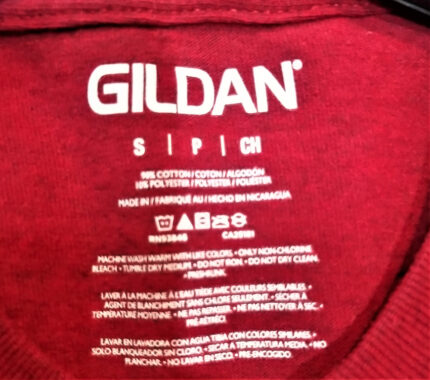 GILDAN®
S | P | CH
90% COTTON / COTON / ALGODÓN
10% POLYESTER / POLYESTER / POLIÉSTER
MADE IN / FABRIQUÉ AU / HECHO EN NICARAGUA
RN93846 CA29181
MACHINE WASH WARM WITH LIKE COLORS. • ONLY NON-CHLORINE
BLEACH • TUMBLE DRY MEDIUM. • DO NOT IRON. • DO NOT DRY CLEAN.
• PRESHRUNK
LAVER À LA MACHINE À L'EAU TIÈDE AVEC COULEURS SEMBLABLES. •
AGENT DE BLANCHIMENT SANS CHLORE SEULEMENT. • SÉCHER À
TEMPÉRATURE MOYENNE. • NE PAS REPASSER. • NE PAS NETTOYER À SEC. •
PRÉ-RÉTRÉCI
LAVAR EN LAVADORA CON AGUA TIBIA CON COLORES SIMILARES. •
SOLO BLANQUEADOR SIN CLORO. • SECAR A TEMPERATURA MEDIA. • NO
PLANCHAR. • NO LAVAR EN SECO. • PRE-ENCOGIDO